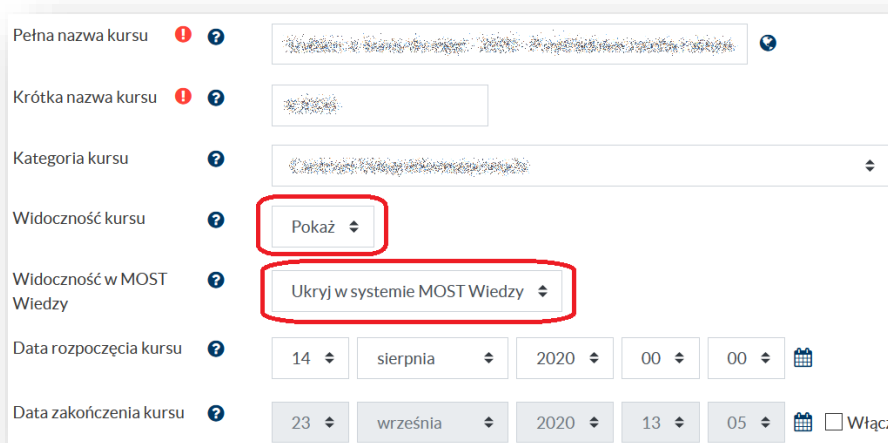 Pełna nazwa kursu
Krótka nazwa kursu
Kategoria kursu
Widoczność kursu
Pokaż
Widoczność w MOST
Wiedzy
Ukryj w systemie MOST Wiedzy
Data rozpoczęcia kursu
14 sierpnia 2020 00 00
Data zakończenia kursu
23 września 2020 13 05 Włącz